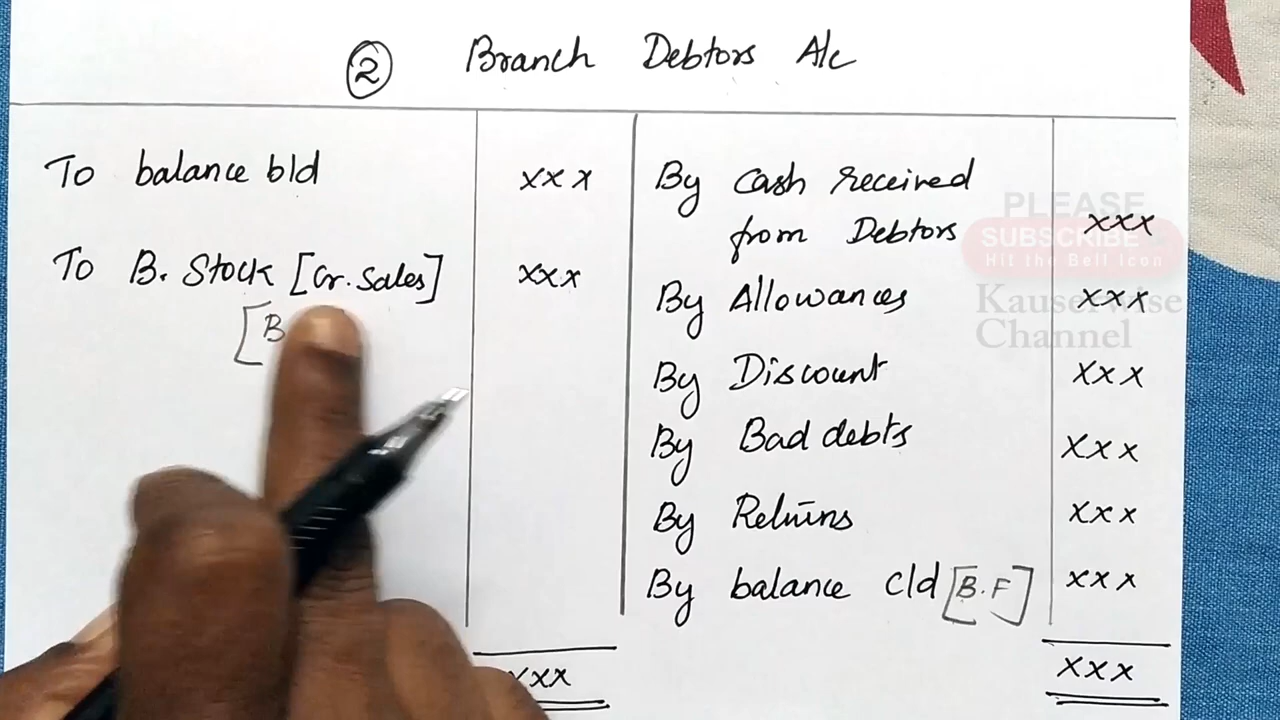 ② Branch Debtors A/c
To balance b/d xxx
To B. Stock [Cr. Sales] xxx
[B
xxx
By Cash received
from Debtors xxx
By Allowances xxx
By Discount xxx
By Bad debts xxx
By Returns xxx
By balance c/d [B.F] xxx
xxx
PLEASE
SUBSCRIBE
Hit the Bell Icon
Kauserwise
Channel